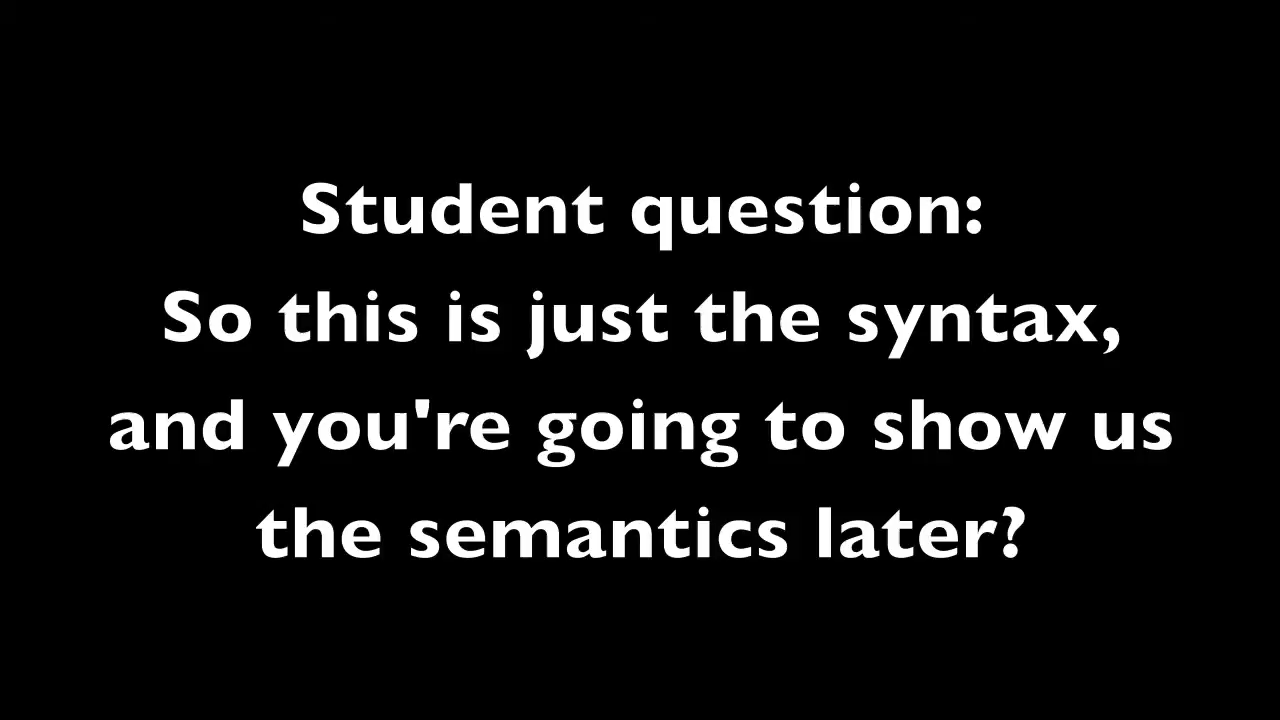 Student question:
So this is just the syntax,
and you're going to show us
the semantics later?